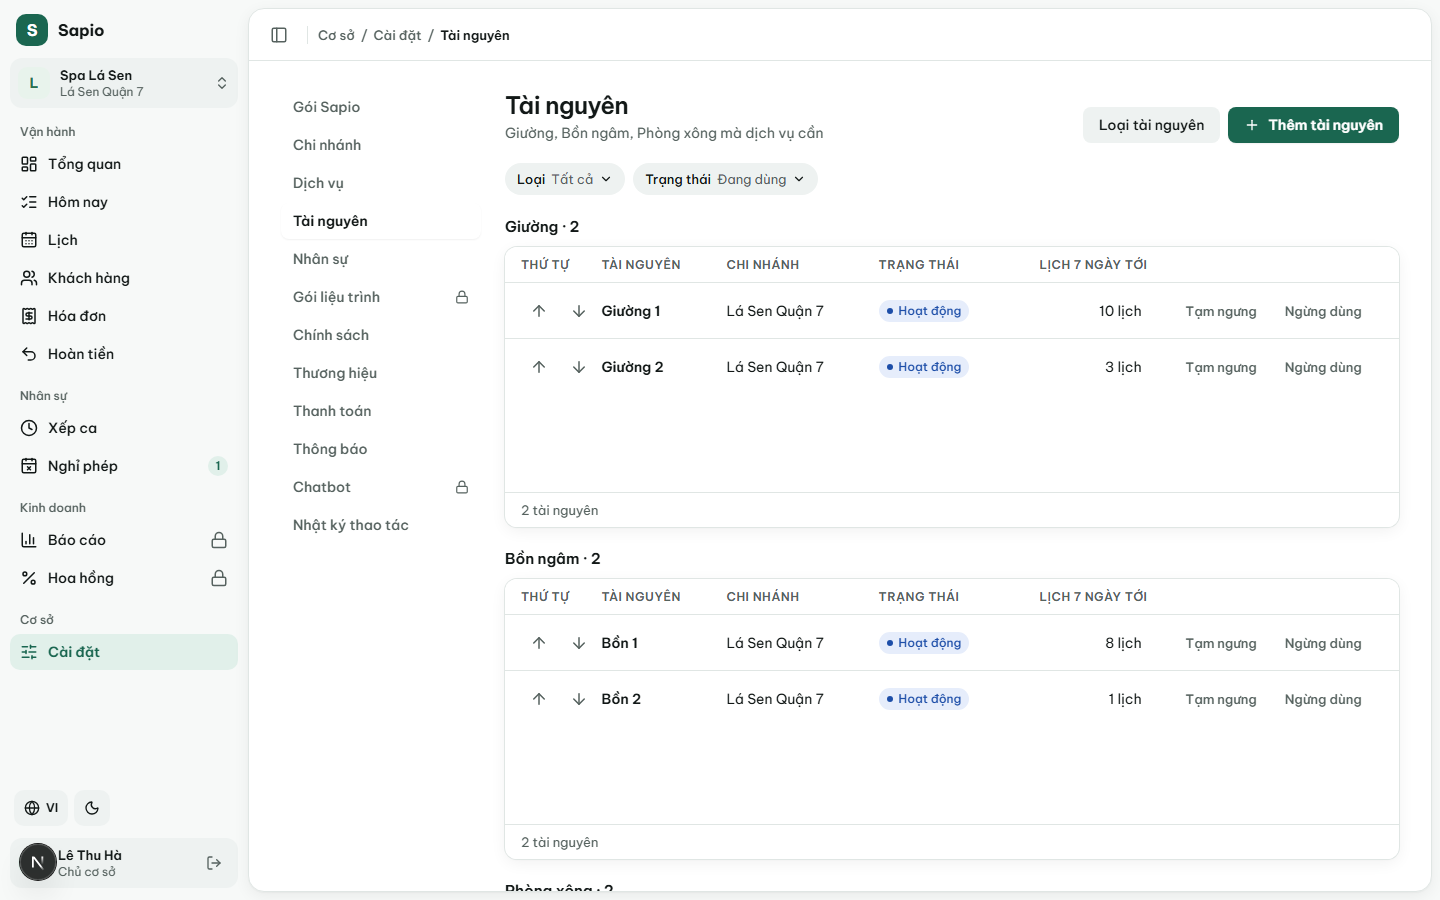 S Sapio
L Spa Lá Sen
Lá Sen Quận 7
Vận hành
Tổng quan
Hôm nay
Lịch
Khách hàng
Hóa đơn
Hoàn tiền
Nhân sự
Xếp ca
Nghỉ phép 1
Kinh doanh
Báo cáo
Hoa hồng
Cơ sở
Cài đặt
VI
N Lê Thu Hà
Chủ cơ sở
Cơ sở / Cài đặt / Tài nguyên
Gói Sapio
Chi nhánh
Dịch vụ
Tài nguyên
Nhân sự
Gói liệu trình
Chính sách
Thương hiệu
Thanh toán
Thông báo
Chatbot
Nhật ký thao tác
Tài nguyên
Giường, Bồn ngâm, Phòng xông mà dịch vụ cần
Loại tài nguyên
Thêm tài nguyên
Loại Tất cả
Trạng thái Đang dùng
Giường · 2
THỨ TỰ TÀI NGUYÊN CHI NHÁNH TRẠNG THÁI LỊCH 7 NGÀY TỚI
Giường 1 Lá Sen Quận 7 Hoạt động 10 lịch Tạm ngưng Ngừng dùng
Giường 2 Lá Sen Quận 7 Hoạt động 3 lịch Tạm ngưng Ngừng dùng
2 tài nguyên
Bồn ngâm · 2
THỨ TỰ TÀI NGUYÊN CHI NHÁNH TRẠNG THÁI LỊCH 7 NGÀY TỚI
Bồn 1 Lá Sen Quận 7 Hoạt động 8 lịch Tạm ngưng Ngừng dùng
Bồn 2 Lá Sen Quận 7 Hoạt động 1 lịch Tạm ngưng Ngừng dùng
2 tài nguyên
Phòng xông · 2